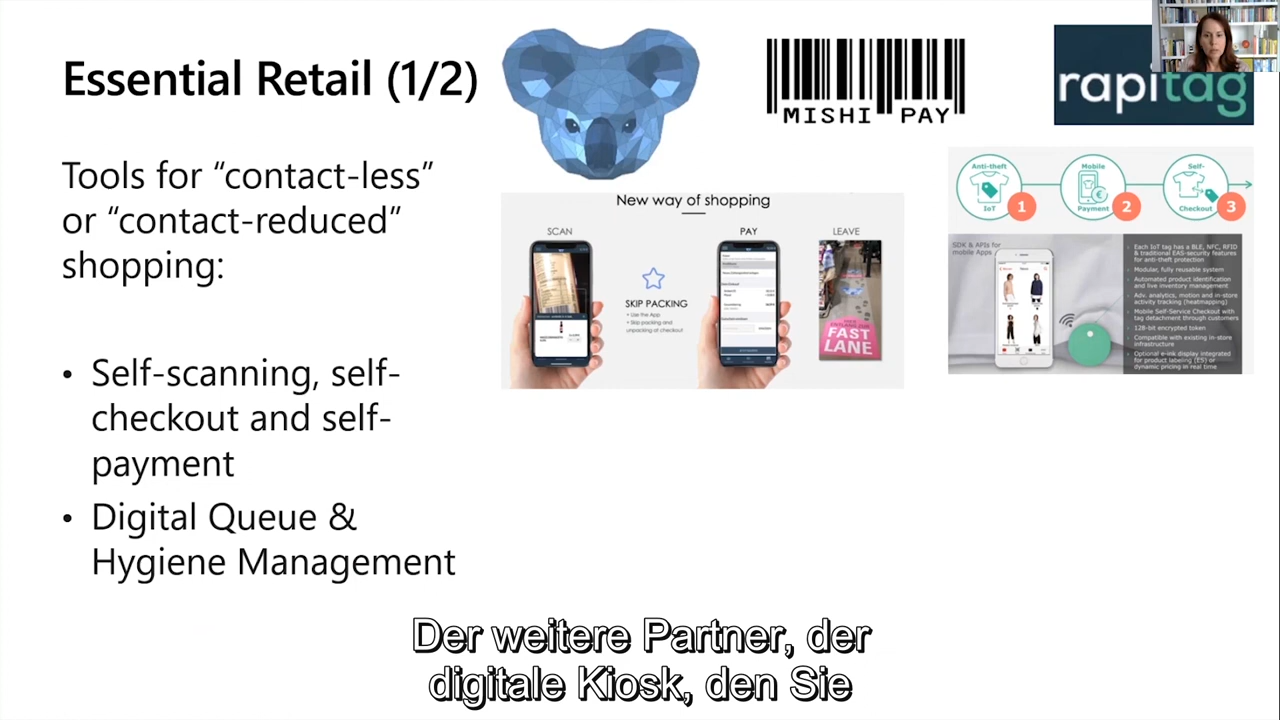 Essential Retail (1/2)
Tools for “contact-less”
or “contact-reduced”
shopping:
• Self-scanning, self-
checkout and self-
payment
• Digital Queue &
Hygiene Management
MISHI PAY
rapitag
New way of shopping
SCAN
SKIP PACKING
• Use the App
• Skip packing and
unpacking at checkout
PAY
LEAVE
FAST
LANE
Anti-theft
IoT
1
Mobile
Payment
2
Self-
Checkout
3
SDK & APIs for
mobile Apps
Each IoT tag has a BLE, NFC, RFID
& traditional EAS-security features
for anti-theft protection
Modular, fully reusable system
Automated product identification
and live inventory management
Adv. analytics, motion and in-store
activity tracking (heatmapping)
Mobile Self-Service Checkout with
tag detachment through customers
128-bit encrypted token
Compatible with existing in-store
infrastructure
Optional e-ink display integrated
for product labeling (ES) or
dynamic pricing in real time
Der weitere Partner, der
digitale Kiosk, den Sie